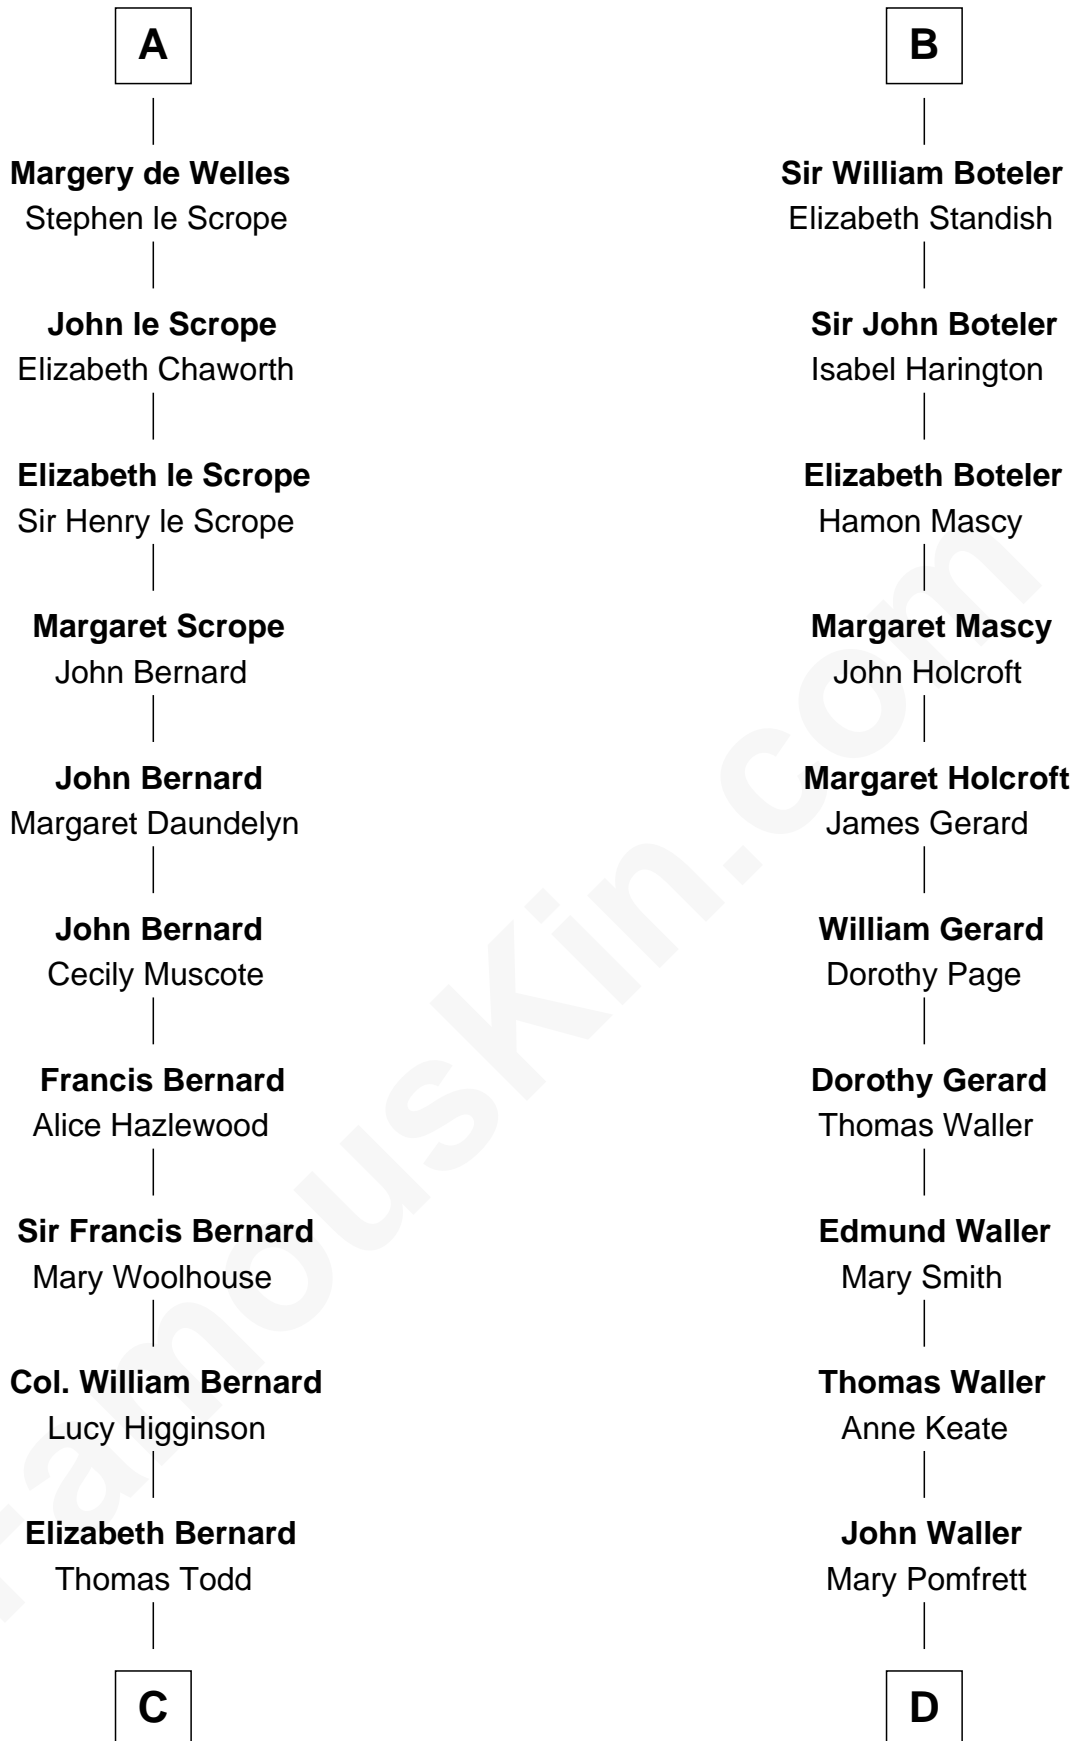 A
Margery de Welles
Stephen le Scrope
John le Scrope
Elizabeth Chaworth
Elizabeth le Scrope
Sir Henry le Scrope
Margaret Scrope
John Bernard
John Bernard
Margaret Daundelyn
John Bernard
Cecily Muscote
Francis Bernard
Alice Hazlewood
Sir Francis Bernard
Mary Woolhouse
Col. William Bernard
Lucy Higginson
Elizabeth Bernard
Thomas Todd
C
B
Sir William Boteler
Elizabeth Standish
Sir John Boteler
Isabel Harington
Elizabeth Boteler
Hamon Mascy
Margaret Mascy
John Holcroft
Margaret Holcroft
James Gerard
William Gerard
Dorothy Page
Dorothy Gerard
Thomas Waller
Edmund Waller
Mary Smith
Thomas Waller
Anne Keate
John Waller
Mary Pomfrett
D
FamousKin.com